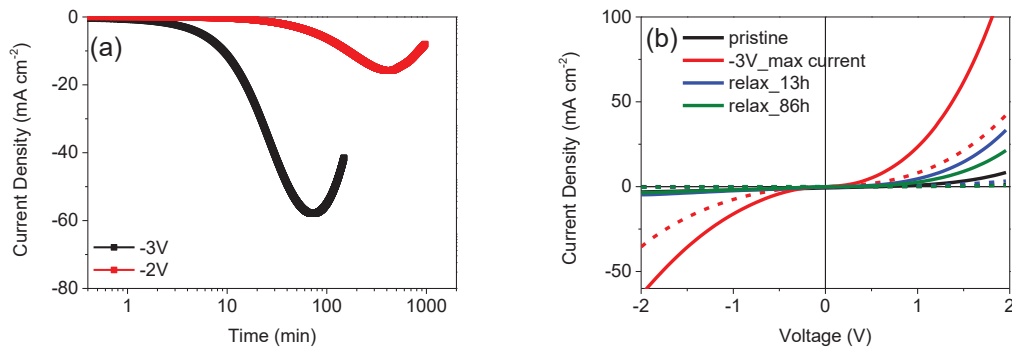 (a)
Current Density (mA cm⁻²)
0
-20
-40
-60
-80
-3V
-2V
1
10
100
1000
Time (min)
(b)
Current Density (mA cm⁻²)
100
50
0
-50
pristine
-3V_max current
relax_13h
relax_86h
-2
-1
0
1
2
Voltage (V)